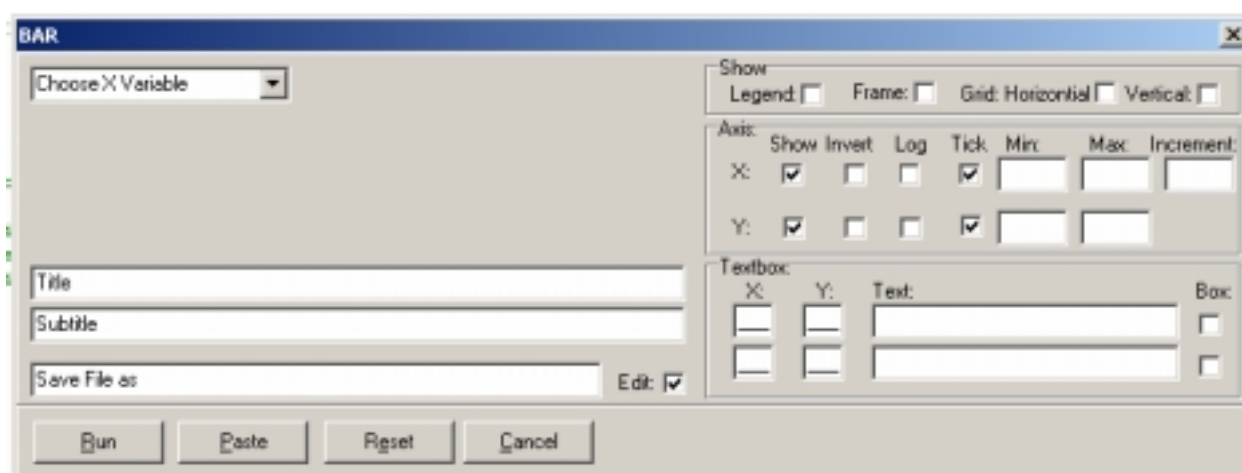 BAR
Choose X Variable
Title
Subtitle
Save File as
Edit:
Show
Legend: Frame: Grid: Horizontial Vertical:
Axis:
Show Invert Log Tick Min: Max: Increment:
X:
Y:
Textbox:
X: Y: Text: Box:
Run Paste Reset Cancel